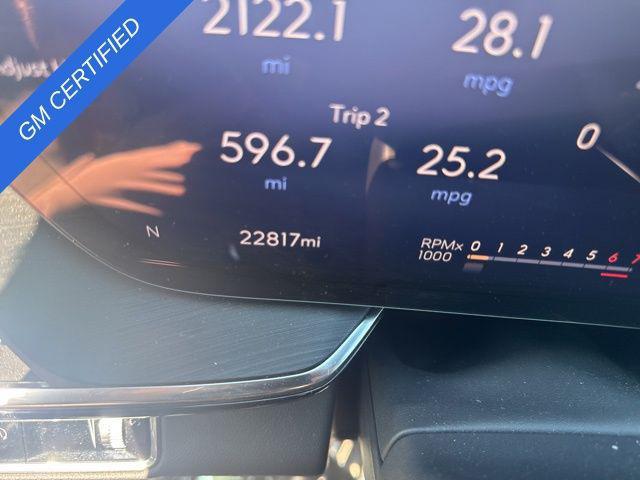 GM CERTIFIED
2122.1 28.1
mi mpg
Trip 2
596.7 25.2
mi mpg
0
N 22817mi
RPMx 0 1 2 3 4 5 6 7
1000